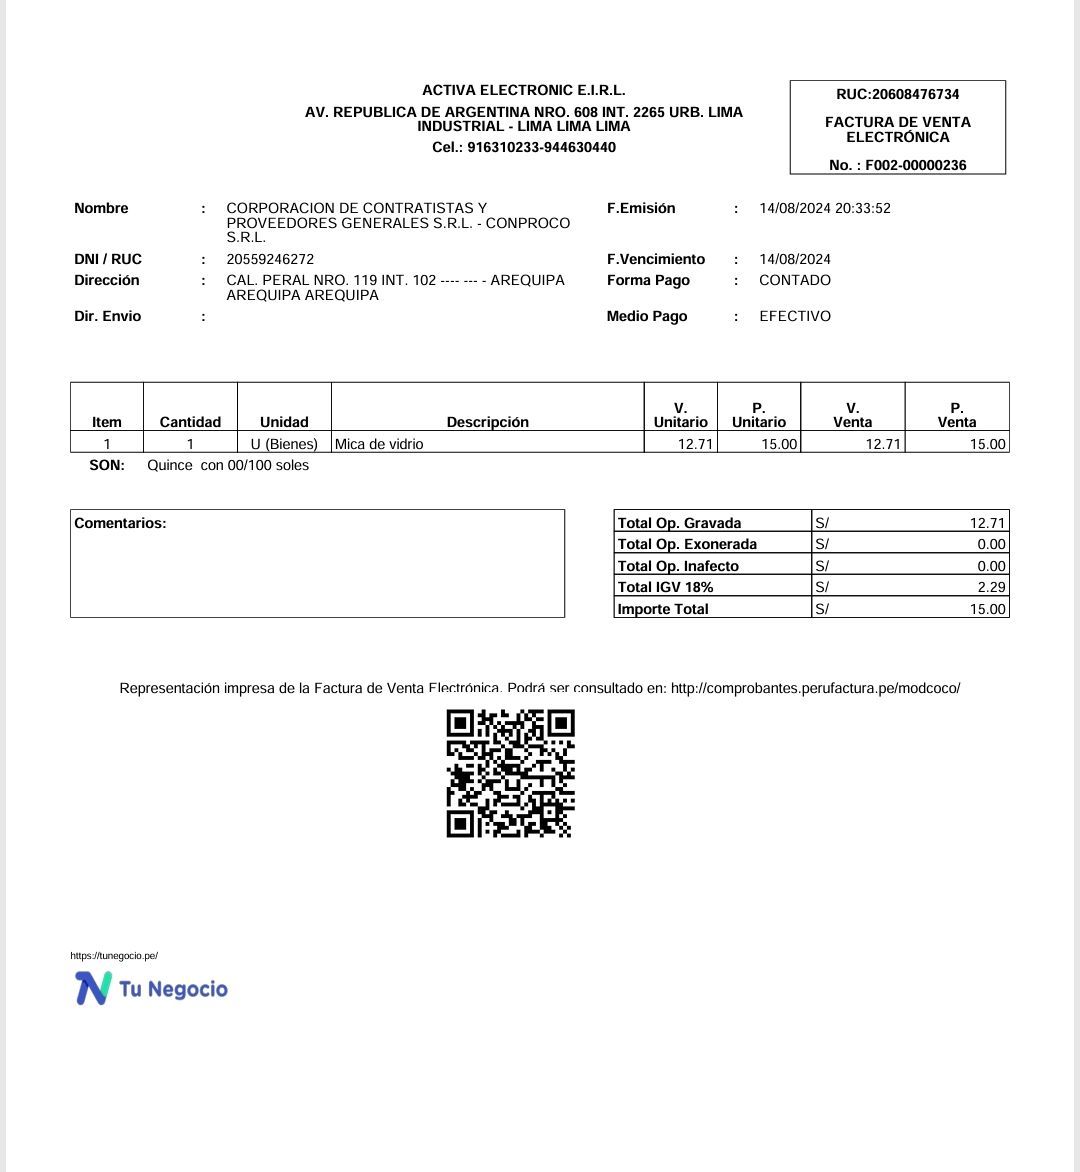 ACTIVA ELECTRONIC E.I.R.L.
AV. REPUBLICA DE ARGENTINA NRO. 608 INT. 2265 URB. LIMA
INDUSTRIAL - LIMA LIMA LIMA
Cel.: 916310233-944630440
RUC:20608476734
FACTURA DE VENTA
ELECTRÓNICA
No. : F002-00000236
Nombre : CORPORACION DE CONTRATISTAS Y
PROVEEDORES GENERALES S.R.L. - CONPROCO
S.R.L.
F.Emisión : 14/08/2024 20:33:52
DNI / RUC : 20559246272
F.Vencimiento : 14/08/2024
Dirección : CAL. PERAL NRO. 119 INT. 102 ---- --- - AREQUIPA
AREQUIPA AREQUIPA
Forma Pago : CONTADO
Dir. Envio :
Medio Pago : EFECTIVO
Item Cantidad Unidad Descripción V. Unitario P. Unitario V. Venta P. Venta
1 1 U (Bienes) Mica de vidrio 12.71 15.00 12.71 15.00
SON: Quince con 00/100 soles
Comentarios:
Total Op. Gravada S/ 12.71
Total Op. Exonerada S/ 0.00
Total Op. Inafecto S/ 0.00
Total IGV 18% S/ 2.29
Importe Total S/ 15.00
Representación impresa de la Factura de Venta Electrónica. Podrá ser consultado en: http://comprobantes.perufactura.pe/modcoco/
https://tunegocio.pe/
Tu Negocio